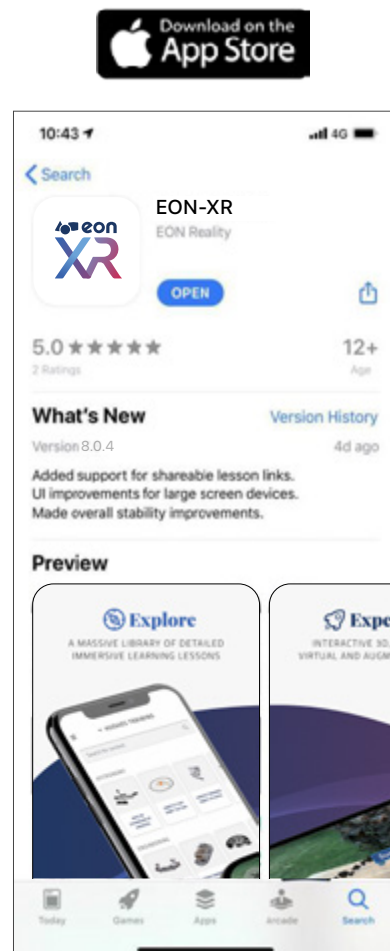 Download on the
App Store
10:43
4G
Search
eon
XR
EON-XR
EON Reality
OPEN
5.0 ★★★★★
12+
2 Ratings
Age
What's New
Version History
Version 8.0.4
4d ago
Added support for shareable lesson links.
UI improvements for large screen devices.
Made overall stability improvements.
Preview
Explore
A MASSIVE LIBRARY OF DETAILED
IMMERSIVE LEARNING LESSONS
Expe
INTERACTIVE 3D,
VIRTUAL AND AUGM
Today
Games
Apps
Arcade
Search